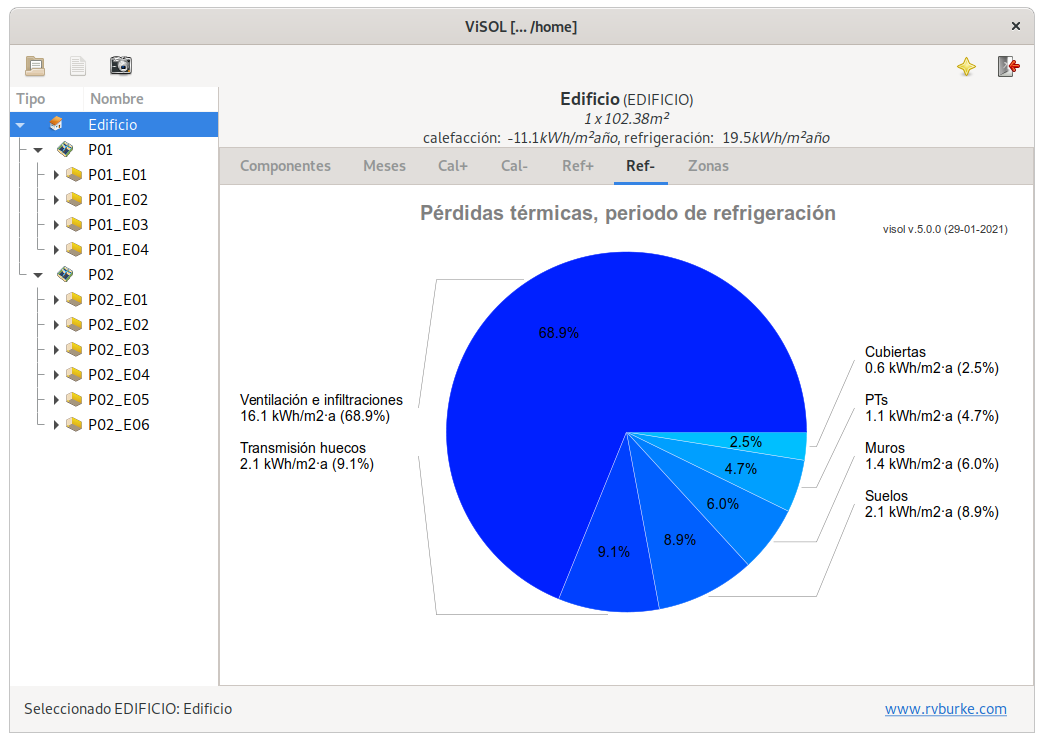 ViSOL [... /home]
×
Tipo Nombre
Edificio
P01
P01_E01
P01_E02
P01_E03
P01_E04
P02
P02_E01
P02_E02
P02_E03
P02_E04
P02_E05
P02_E06
Edificio (EDIFICIO)
1 x 102.38m²
calefacción: -11.1kWh/m²año, refrigeración: 19.5kWh/m²año
Componentes Meses Cal+ Cal- Ref+ Ref- Zonas
Pérdidas térmicas, periodo de refrigeración
visol v.5.0.0 (29-01-2021)
68.9%
Ventilación e infiltraciones
16.1 kWh/m2·a (68.9%)
Transmisión huecos
2.1 kWh/m2·a (9.1%)
9.1%
8.9%
6.0%
4.7%
2.5%
Cubiertas
0.6 kWh/m2·a (2.5%)
PTs
1.1 kWh/m2·a (4.7%)
Muros
1.4 kWh/m2·a (6.0%)
Suelos
2.1 kWh/m2·a (8.9%)
Seleccionado EDIFICIO: Edificio
www.rvburke.com